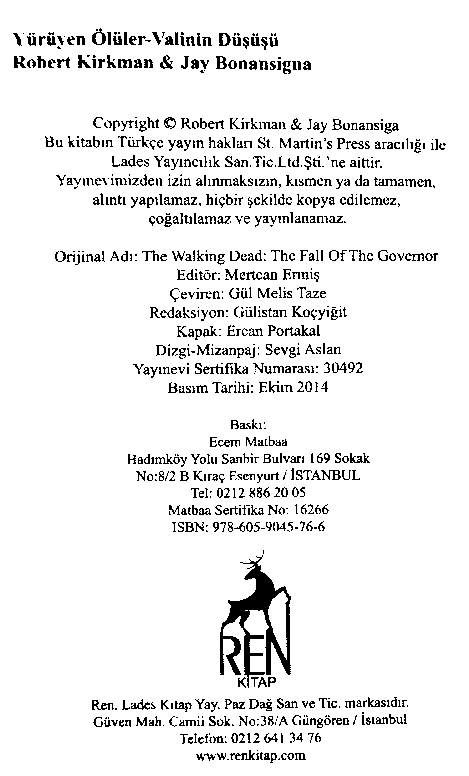 Yürüyen Ölüler-Valinin Düşüşü
Robert Kirkman & Jay Bonansigna
Copyright © Robert Kirkman & Jay Bonansiga
Bu kitabın Türkçe yayın hakları St. Martin's Press aracılığı ile
Lades Yayıncılık San.Tic.Ltd.Şti.'ne aittir.
Yayınevimizden izin alınmaksızın, kısmen ya da tamamen,
alıntı yapılamaz, hiçbir şekilde kopya edilemez,
çoğaltılamaz ve yayınlanamaz.
Orijinal Adı: The Walking Dead: The Fall Of The Governor
Editör: Mertcan Ermiş
Çeviren: Gül Melis Taze
Redaksiyon: Gülistan Koçyiğit
Kapak: Ercan Portakal
Dizgi-Mizanpaj: Sevgi Aslan
Yayınevi Sertifika Numarası: 30492
Basım Tarihi: Ekim 2014
Baskı:
Ecem Matbaa
Hadımköy Yolu Sanbir Bulvarı 169 Sokak
No:8/2 B Kıraç Esenyurt / İSTANBUL
Tel: 0212 886 20 05
Matbaa Sertifika No: 16266
ISBN: 978-605-9045-76-6
REN
KİTAP
Ren, Lades Kitap Yay. Paz Dağ San ve Tic. markasıdır.
Güven Mah. Camii Sok. No:38/A Güngören / İstanbul
Telefon: 0212 641 34 76
www.renkitap.com